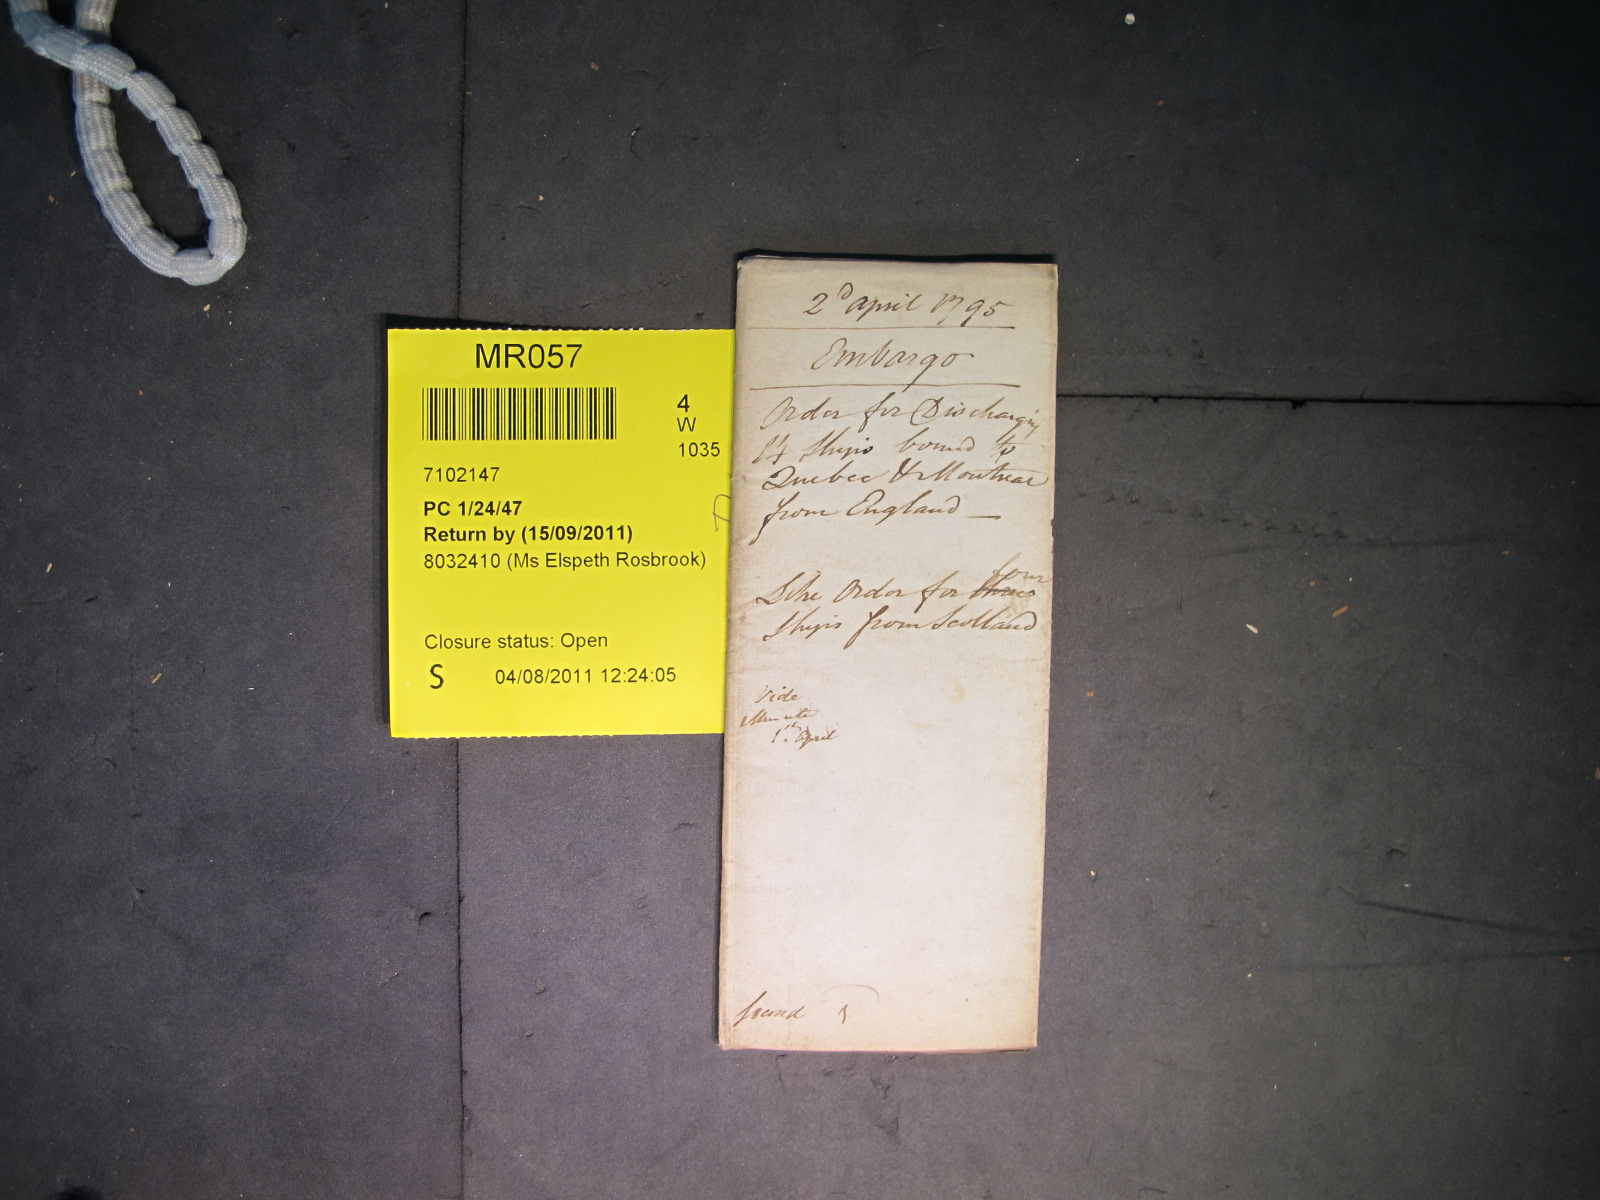 MR057
4
W
1035
7102147
PC 1/24/47
Return by (15/09/2011)
8032410 (Ms Elspeth Rosbrook)
Closure status: Open
S 04/08/2011 12:24:05
2D april 1795
Embargo
Order for Discharging
14 Ships bound to
Quebec & Montreal
from England —
four
Like Order for three
Ships from Scotland
Vide
Minute
1st April